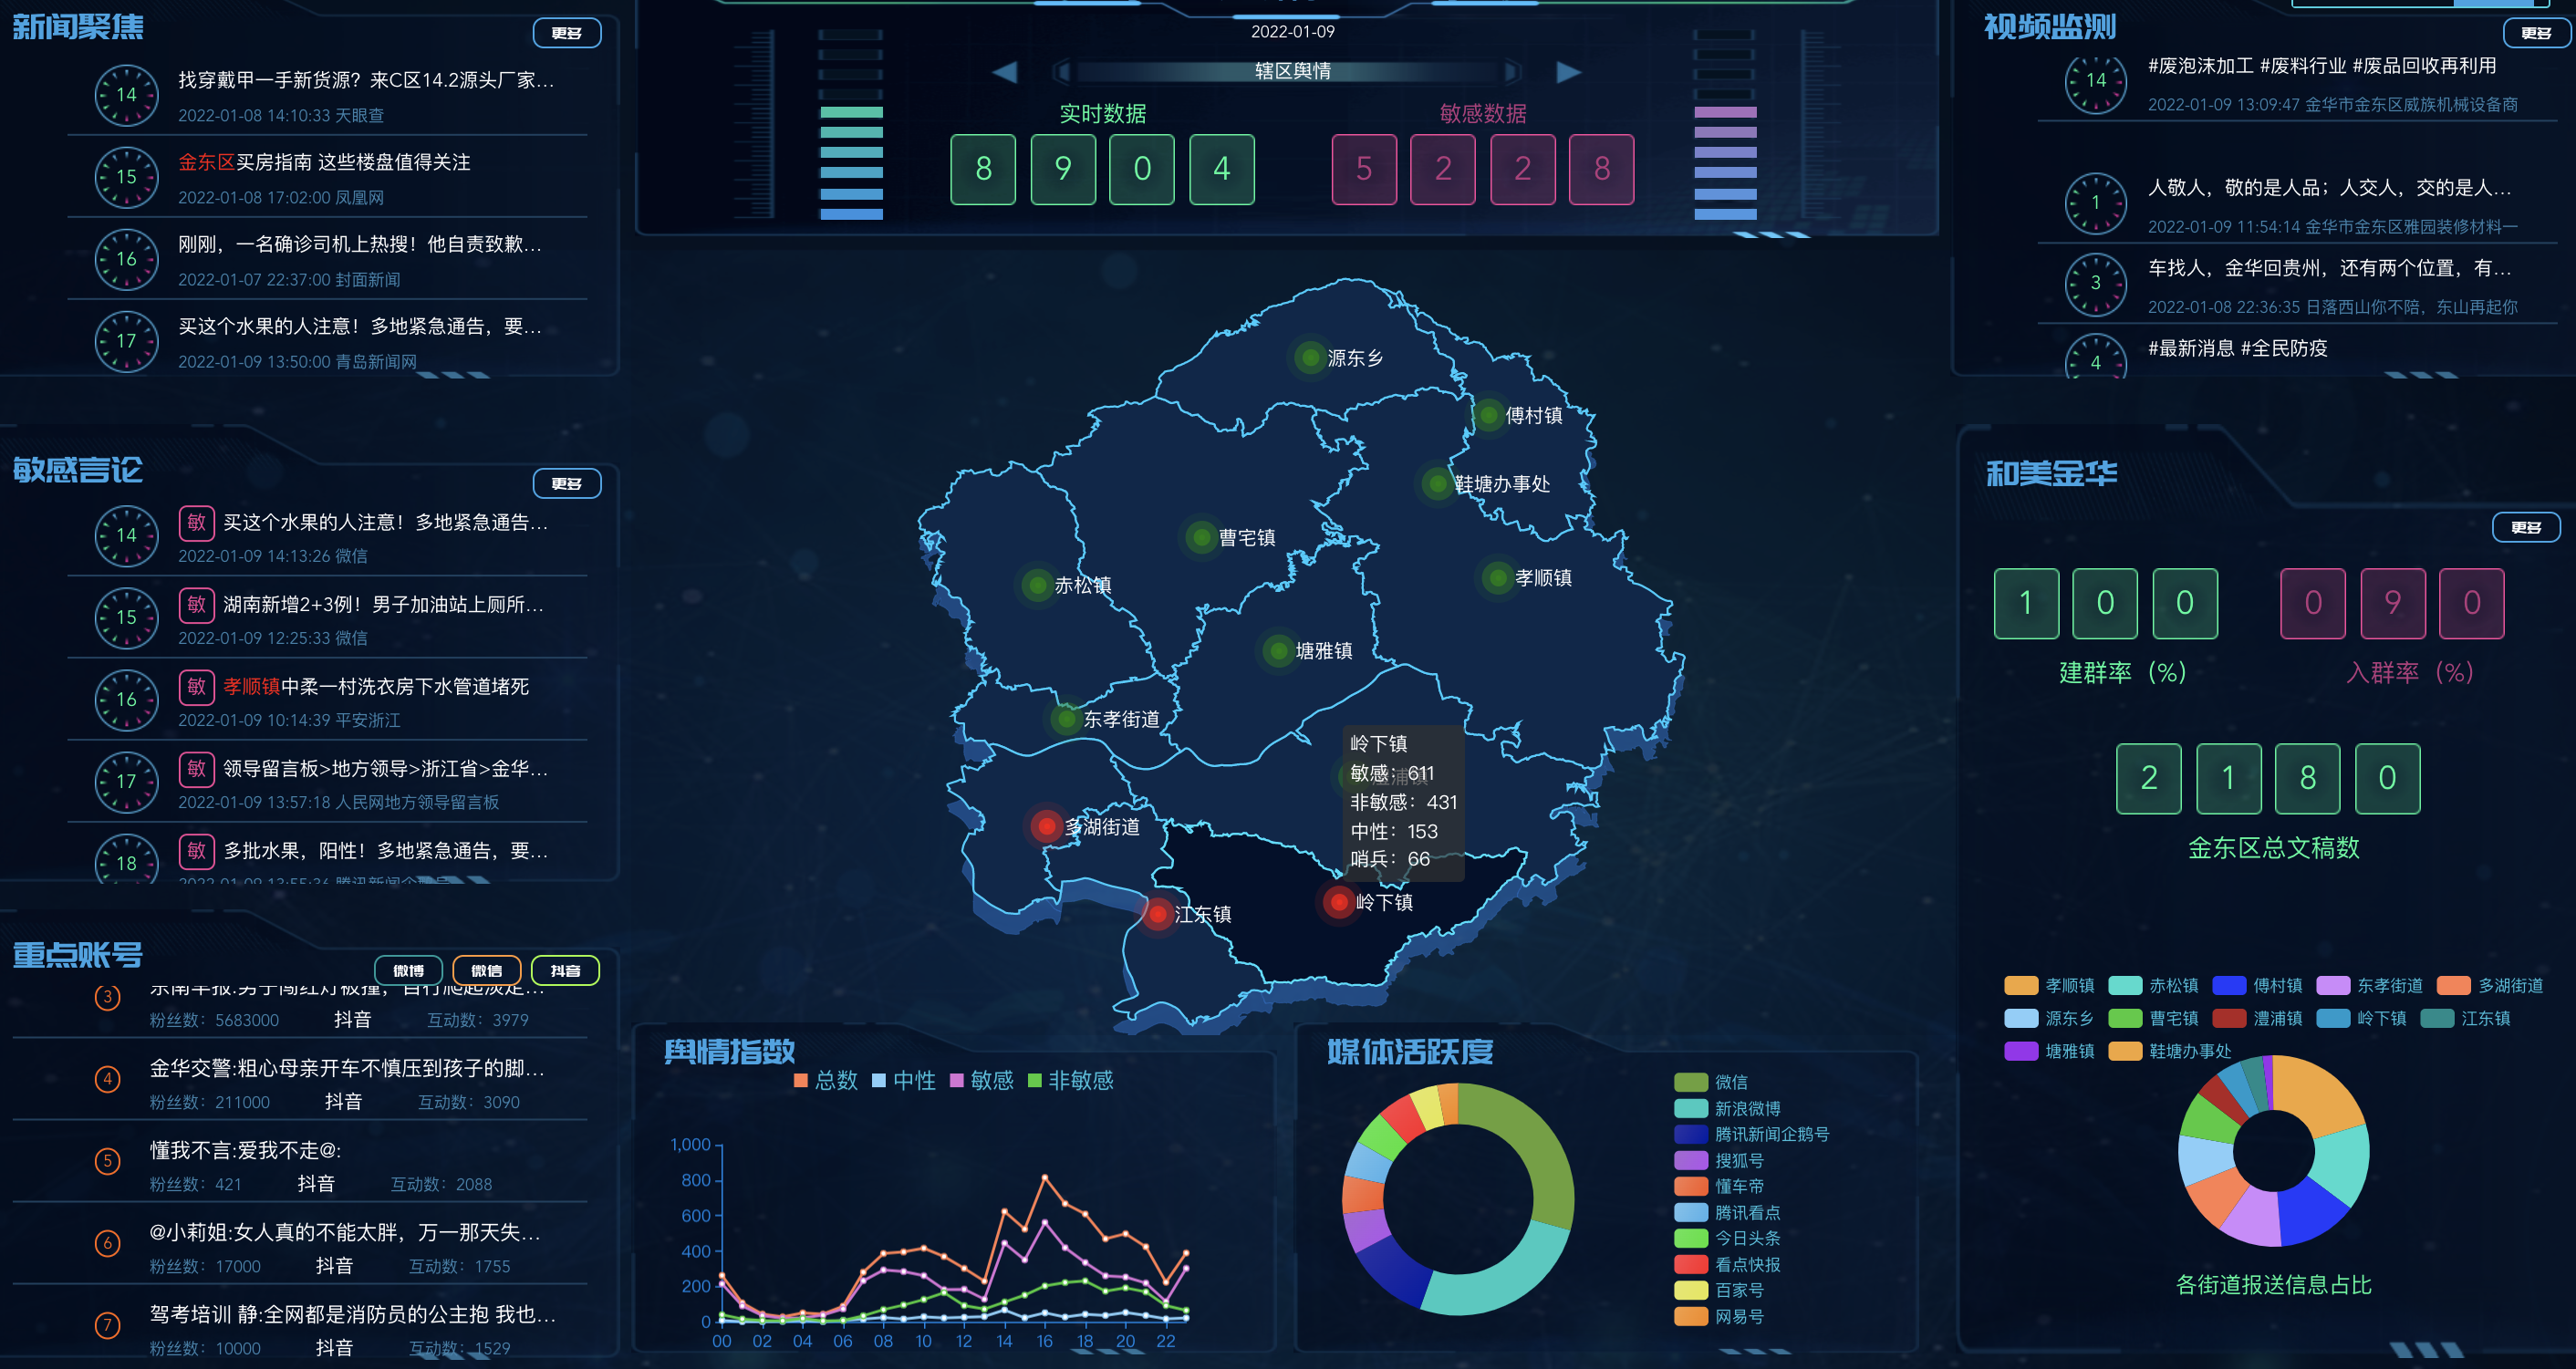 新闻聚焦
更多
14
找穿戴甲一手新货源？来C区14.2源头厂家...
2022-01-08 14:10:33 天眼查
15
金东区买房指南 这些楼盘值得关注
2022-01-08 17:02:00 凤凰网
16
刚刚，一名确诊司机上热搜！他自责致歉...
2022-01-07 22:37:00 封面新闻
17
买这个水果的人注意！多地紧急通告，要...
2022-01-09 13:50:00 青岛新闻网
敏感言论
更多
14
敏 买这个水果的人注意！多地紧急通告...
2022-01-09 14:13:26 微信
15
敏 湖南新增2+3例！男子加油站上厕所...
2022-01-09 12:25:33 微信
16
敏 孝顺镇中柔一村洗衣房下水管道堵死
2022-01-09 10:14:39 平安浙江
17
敏 领导留言板>地方领导>浙江省>金华...
2022-01-09 13:57:18 人民网地方领导留言板
18
敏 多批水果，阳性！多地紧急通告，要...
重点账号
微博 微信 抖音
3
粉丝数：5683000 抖音 互动数：3979
4
金华交警:粗心母亲开车不慎压到孩子的脚...
粉丝数：211000 抖音 互动数：3090
5
懂我不言:爱我不走@:
粉丝数：421 抖音 互动数：2088
6
@小莉姐:女人真的不能太胖，万一那天失...
粉丝数：17000 抖音 互动数：1755
7
驾考培训 静:全网都是消防员的公主抱 我也...
粉丝数：10000 抖音 互动数：1529
2022-01-09
辖区舆情
实时数据 敏感数据
8 9 0 4 5 2 2 8
源东乡
傅村镇
鞋塘办事处
曹宅镇
孝顺镇
赤松镇
塘雅镇
东孝街道
岭下镇
敏感：611
非敏感：431
中性：153
哨兵：66
多湖街道
岭下镇
江东镇
舆情指数
总数 中性 敏感 非敏感
1,000
800
600
400
200
0
00 02 04 06 08 10 12 14 16 18 20 22
媒体活跃度
微信
新浪微博
腾讯新闻企鹅号
搜狐号
懂车帝
腾讯看点
今日头条
看点快报
百家号
网易号
视频监测
更多
14
#废泡沫加工 #废料行业 #废品回收再利用
2022-01-09 13:09:47 金华市金东区威族机械设备商
1
人敬人，敬的是人品；人交人，交的是人...
2022-01-09 11:54:14 金华市金东区雅园装修材料一
3
车找人，金华回贵州，还有两个位置，有...
2022-01-08 22:36:35 日落西山你不陪，东山再起你
4
#最新消息 #全民防疫
和美金华
更多
1 0 0 0 9 0
建群率（%） 入群率（%）
2 1 8 0
金东区总文稿数
孝顺镇 赤松镇 傅村镇 东孝街道 多湖街道
源东乡 曹宅镇 澧浦镇 岭下镇 江东镇
塘雅镇 鞋塘办事处
各街道报送信息占比